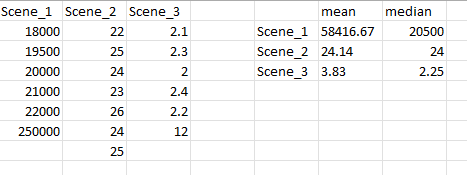 Scene_1 Scene_2 Scene_3 mean median
18000 22 2.1 Scene_1 58416.67 20500
19500 25 2.3 Scene_2 24.14 24
20000 24 2 Scene_3 3.83 2.25
21000 23 2.4
22000 26 2.2
250000 24 12
25